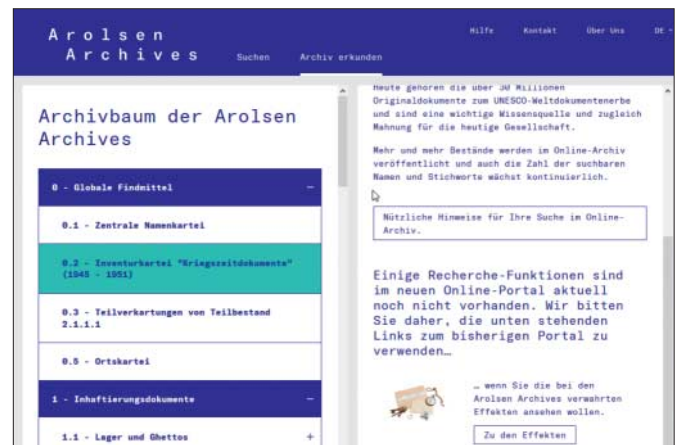 Arolsen
Archives
Suchen
Archiv erkunden
Hilfe
Kontakt
Über Uns
DE
Archivbaum der Arolsen
Archives
0 - Globale Findmittel
0.1 - Zentrale Namenkartei
0.2 - Inventurkartei "Kriegszeitdokumente"
(1945 - 1951)
0.3 - Teilverkartungen von Teilbestand
2.1.1.1
0.5 - Ortskartei
1 - Inhaftierungsdokumente
1.1 - Lager und Ghettos
Heute gehören die über 30 Millionen
Originaldokumente zum UNESCO-Weltdokumentenerbe
und sind eine wichtige Wissensquelle und zugleich
Mahnung für die heutige Gesellschaft.
Mehr und mehr Bestände werden im Online-Archiv
veröffentlicht und auch die Zahl der suchbaren
Namen und Stichworte wächst kontinuierlich.
Nützliche Hinweise für Ihre Suche im Online-
Archiv.
Einige Recherche-Funktionen sind
im neuen Online-Portal aktuell
noch nicht vorhanden. Wir bitten
Sie daher, die unten stehenden
Links zum bisherigen Portal zu
verwenden…
… wenn Sie die bei den
Arolsen Archives verwahrten
Effekten ansehen wollen.
Zu den Effekten